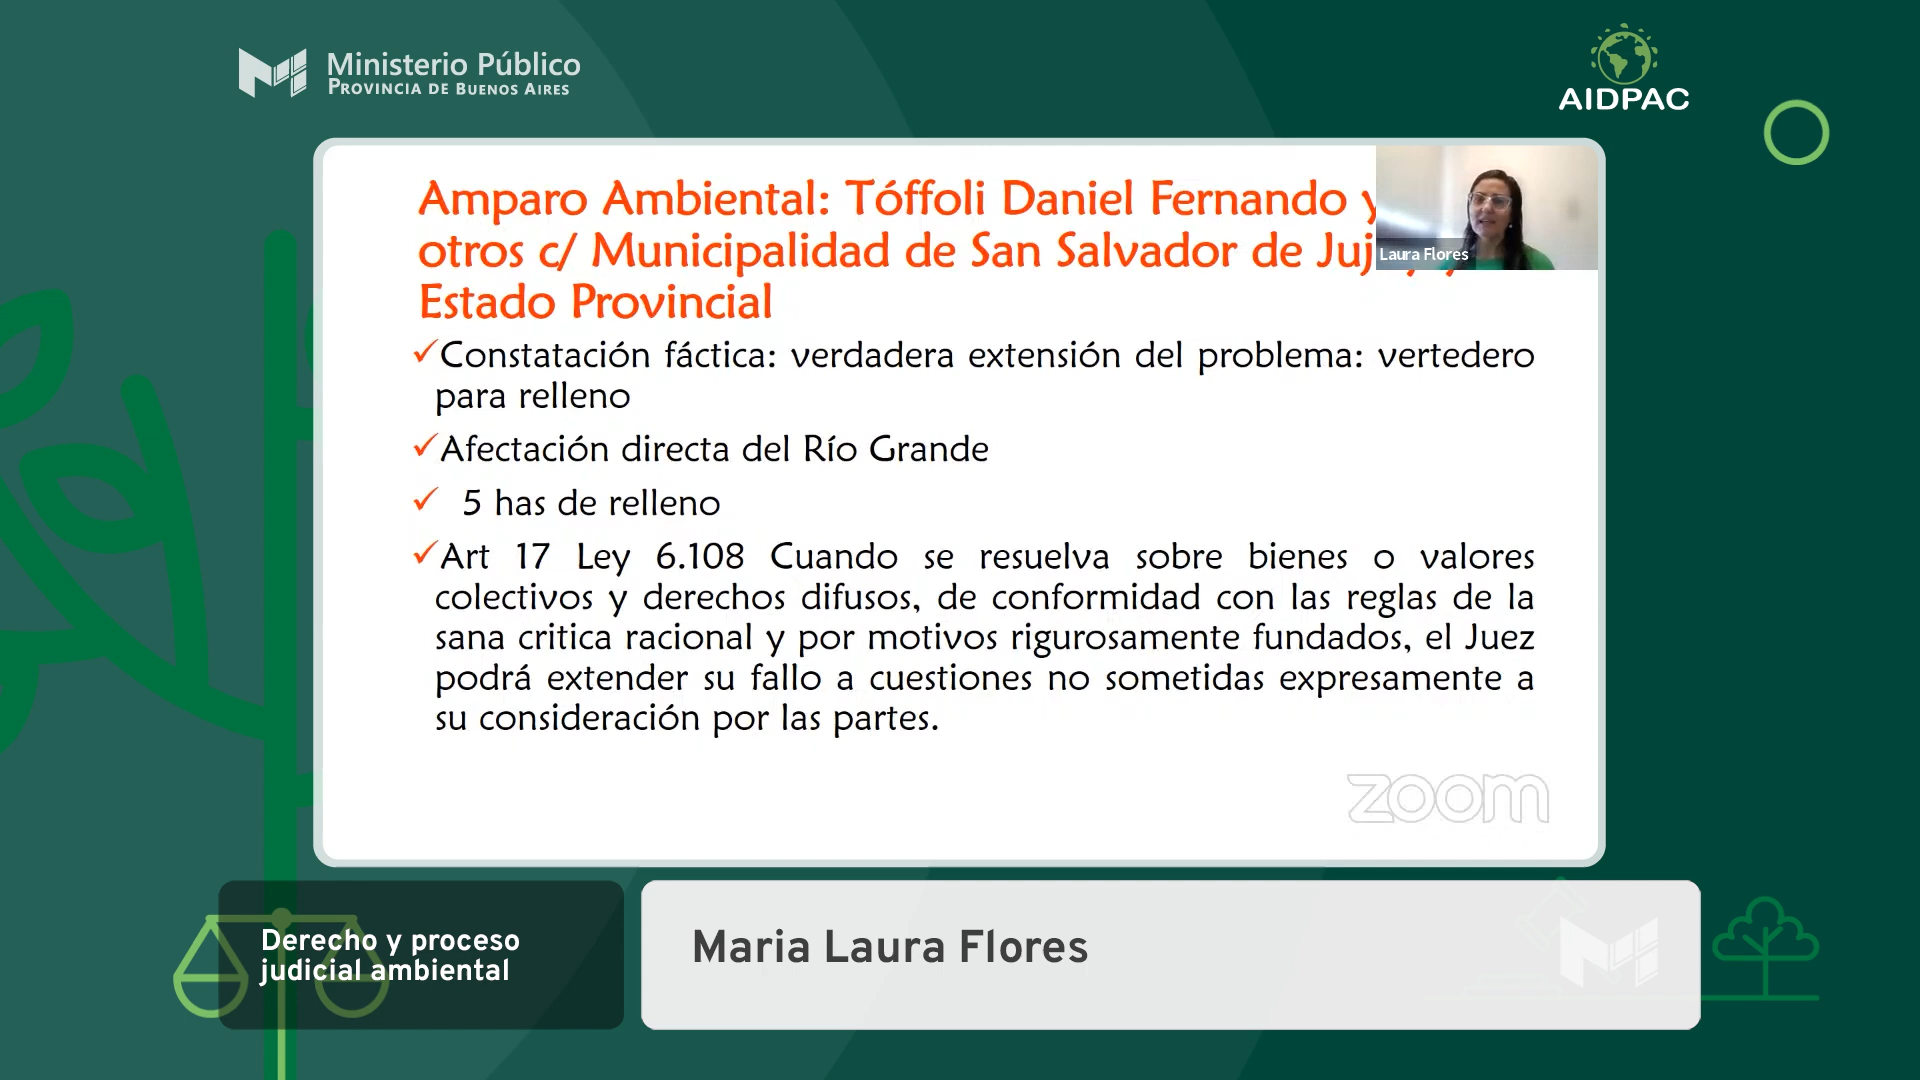 Ministerio Público
PROVINCIA DE BUENOS AIRES
AIDPAC
Amparo Ambiental: Tóffoli Daniel Fernando y
otros c/ Municipalidad de San Salvador de
Estado Provincial
Laura Flores
✓Constatación fáctica: verdadera extensión del problema: vertedero
para relleno
✓Afectación directa del Río Grande
✓ 5 has de relleno
✓Art 17 Ley 6.108 Cuando se resuelva sobre bienes o valores
colectivos y derechos difusos, de conformidad con las reglas de la
sana critica racional y por motivos rigurosamente fundados, el Juez
podrá extender su fallo a cuestiones no sometidas expresamente a
su consideración por las partes.
zoom
Derecho y proceso
judicial ambiental
Maria Laura Flores